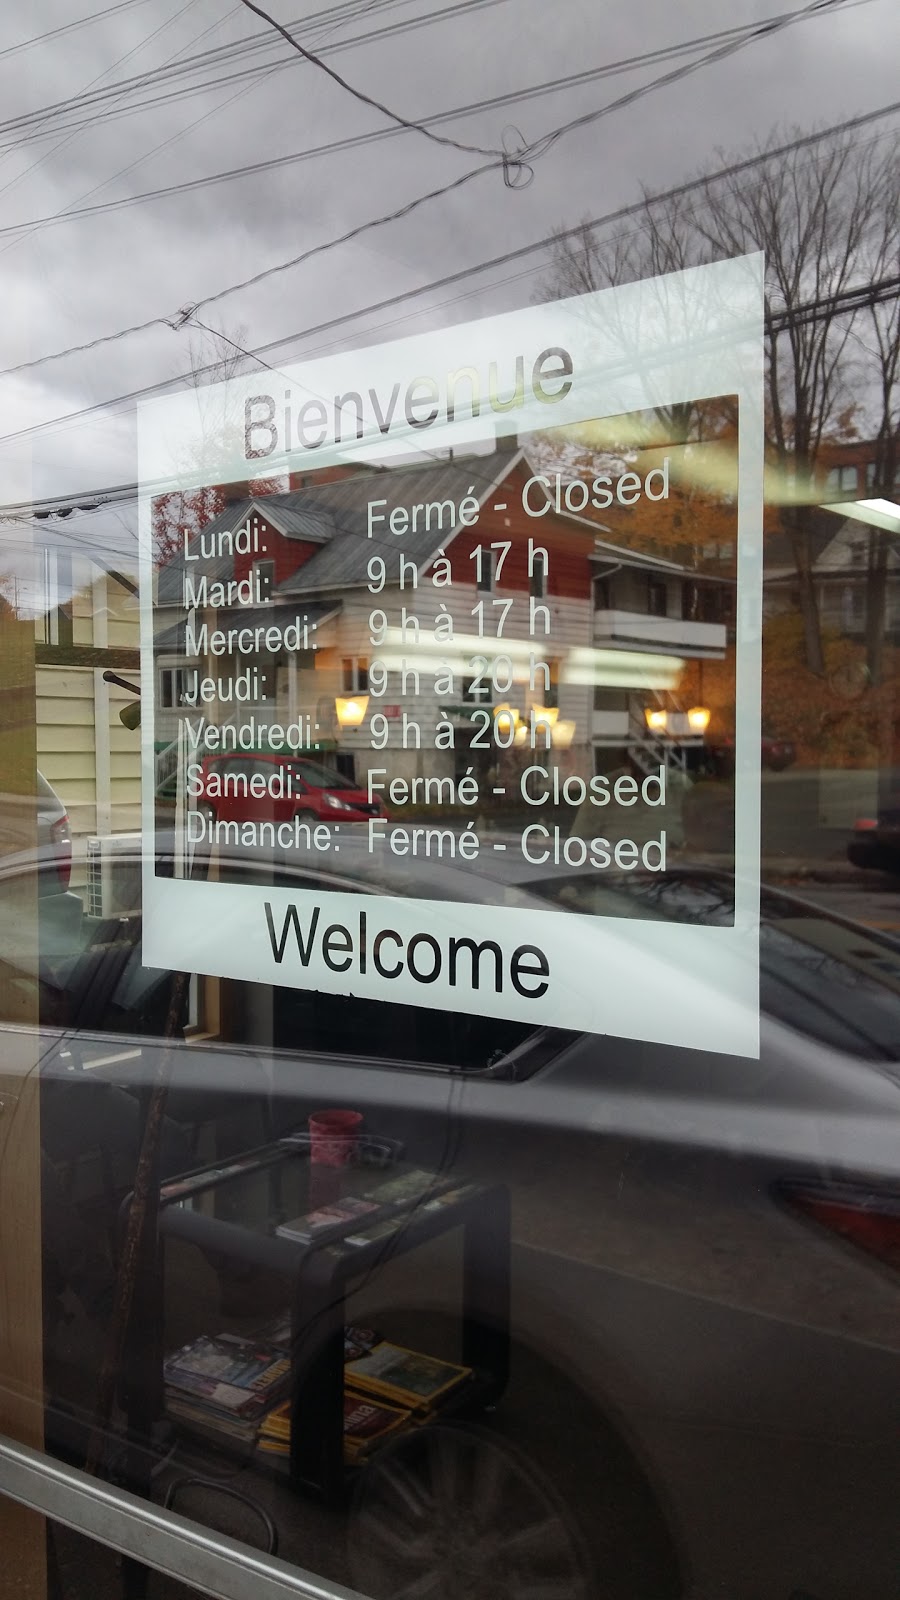 Bienvenue
Lundi: Fermé - Closed
Mardi: 9 h à 17 h
Mercredi: 9 h à 17 h
Jeudi: 9 h à 20 h
Vendredi: 9 h à 20 h
Samedi: Fermé - Closed
Dimanche: Fermé - Closed
Welcome